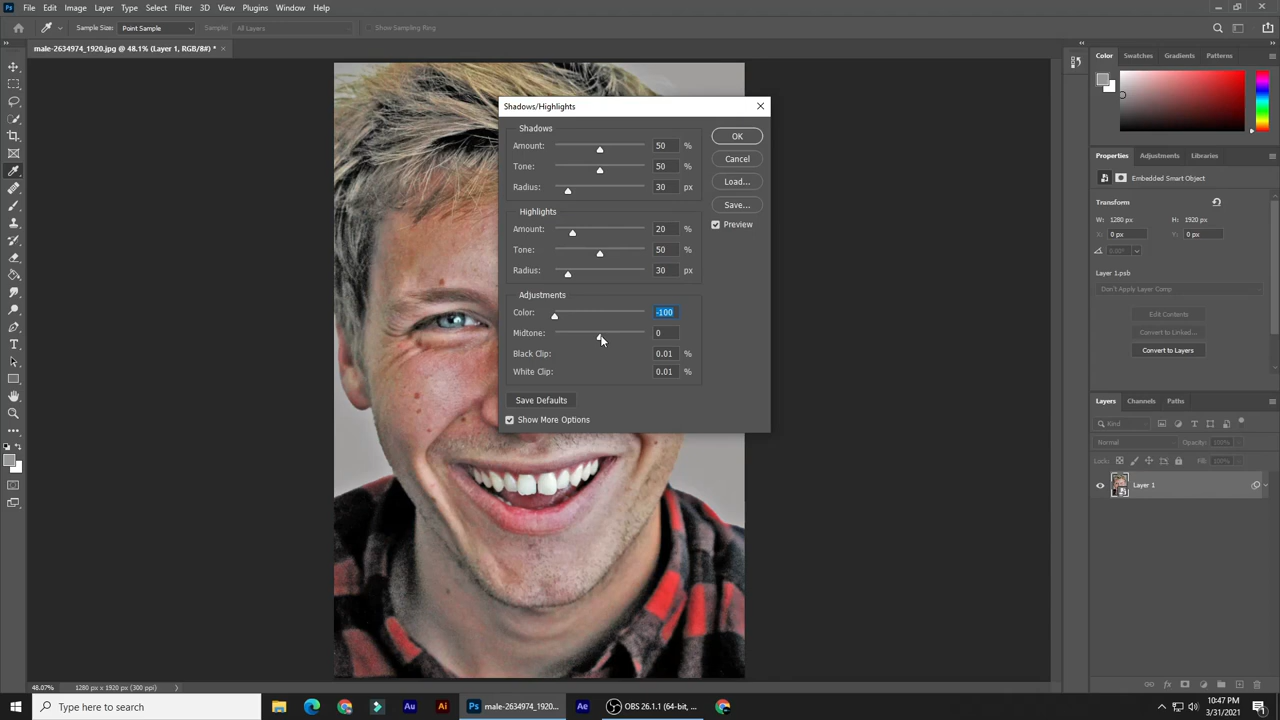 Ps File Edit Image Layer Type Select Filter 3D View Plugins Window Help
Sample Size: Point Sample Sample: All Layers Show Sampling Ring
male-2634974_1920.jpg @ 48.1% (Layer 1, RGB/8#) * ×
Color Swatches Gradients Patterns
Shadows/Highlights
Shadows
Amount: 50 % OK
Tone: 50 % Cancel
Radius: 30 px Load...
Save...
Highlights
Preview
Amount: 20 %
Tone: 50 %
Radius: 30 px
Adjustments
Color: -100
Midtone: 0
Black Clip: 0.01 %
White Clip: 0.01 %
Save Defaults
Show More Options
Properties Adjustments Libraries
Embedded Smart Object
Transform
W: 1280 px H: 1920 px
X: 0 px Y: 0 px
0.00°
Layer 1.psb
Don't Apply Layer Comp
Edit Contents
Convert to Linked...
Convert to Layers
Layers Channels Paths
Kind
Normal Opacity: 100%
Lock: Fill: 100%
Layer 1
48.07% 1280 px x 1920 px (300 ppi)
Type here to search
Au Ai Ps male-2634974_1920... Ae OBS 26.1.1 (64-bit, ...
10:47 PM
3/31/2021